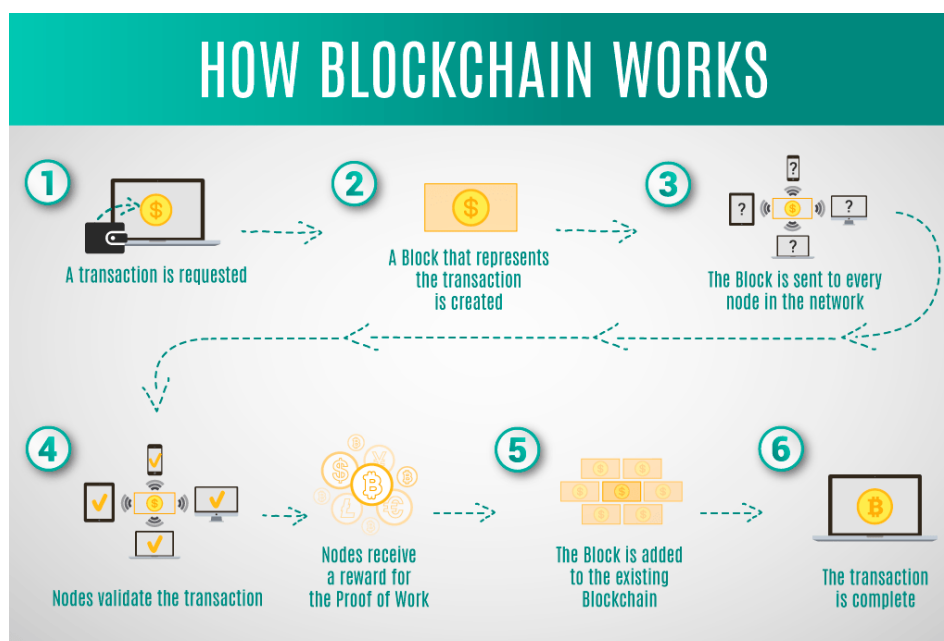 HOW BLOCKCHAIN WORKS
1
A transaction is requested
2
A Block that represents
the transaction
is created
3
The Block is sent to every
node in the network
4
Nodes validate the transaction
Nodes receive
a reward for
the Proof of Work
5
The Block is added
to the existing
Blockchain
6
The transaction
is complete